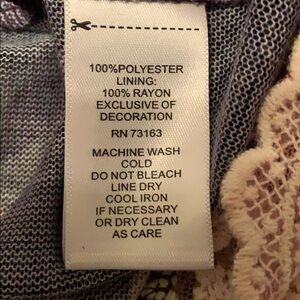 100%POLYESTER
LINING:
100% RAYON
EXCLUSIVE OF
DECORATION
RN 73163
MACHINE WASH
COLD
DO NOT BLEACH
LINE DRY
COOL IRON
IF NECESSARY
OR DRY CLEAN
AS CARE